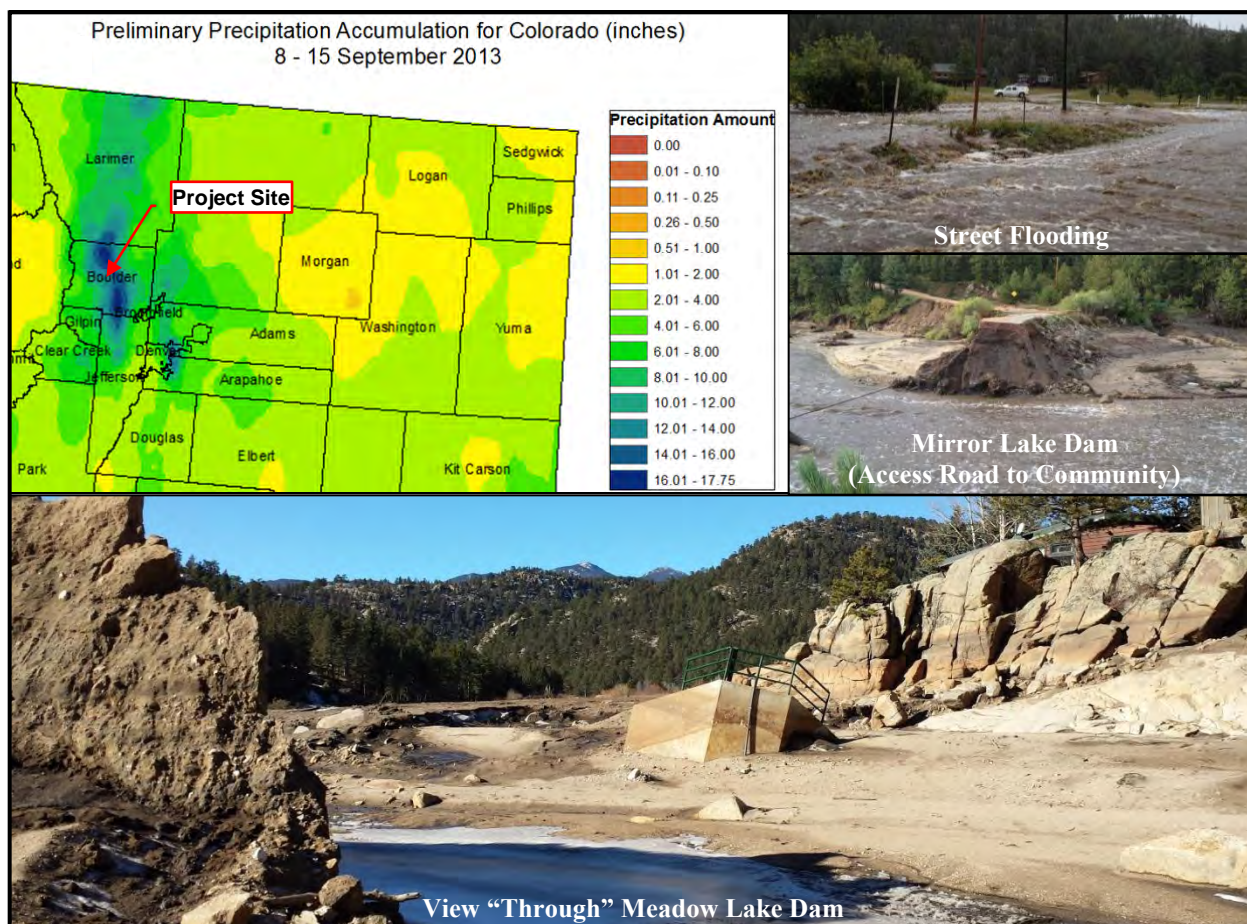 Preliminary Precipitation Accumulation for Colorado (inches)
8 - 15 September 2013
Larimer
Project Site
Boulder
Gilpin
Broomfield
Clear Creek
Denver
Jefferson
Adams
Arapahoe
Douglas
Elbert
Park
Logan
Sedgwick
Phillips
Morgan
Washington
Yuma
Kit Carson
Precipitation Amount
0.00
0.01 - 0.10
0.11 - 0.25
0.26 - 0.50
0.51 - 1.00
1.01 - 2.00
2.01 - 4.00
4.01 - 6.00
6.01 - 8.00
8.01 - 10.00
10.01 - 12.00
12.01 - 14.00
14.01 - 16.00
16.01 - 17.75
Street Flooding
Mirror Lake Dam
(Access Road to Community)
View “Through” Meadow Lake Dam